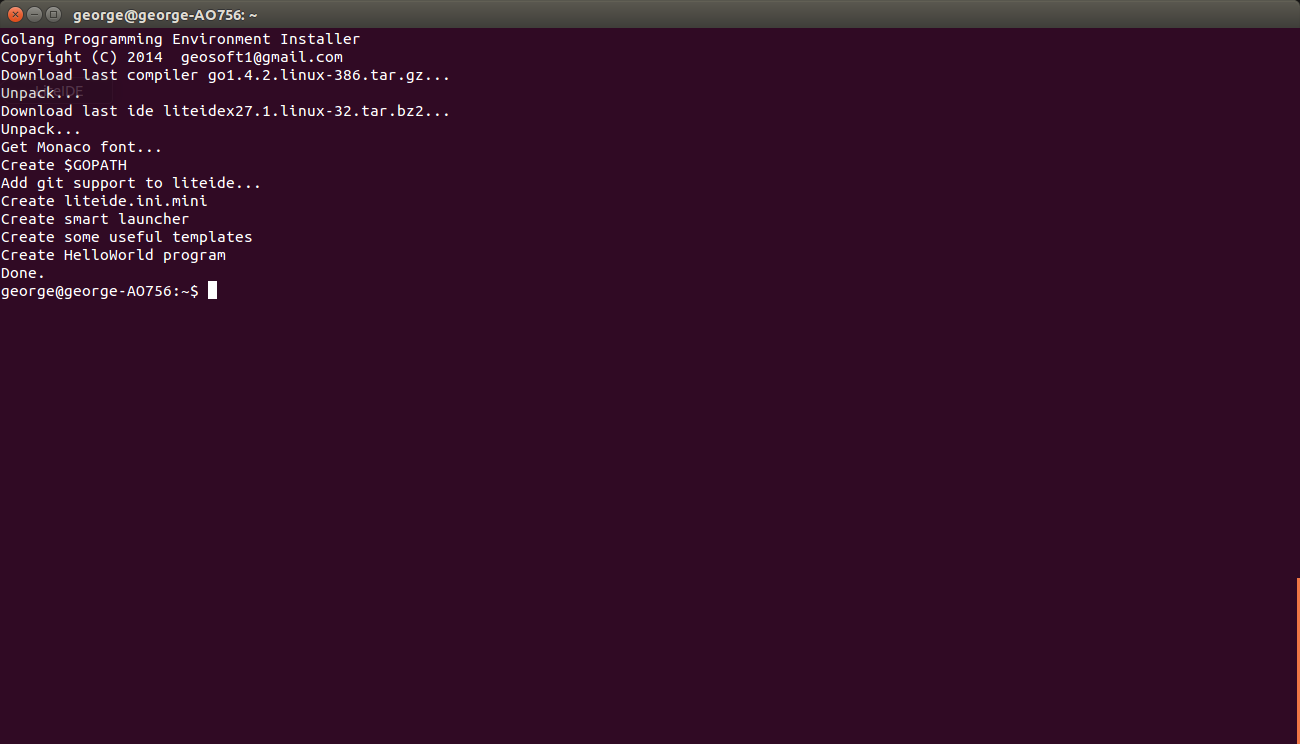 george@george-AO756: ~
Golang Programming Environment Installer
Copyright (C) 2014  geosoft1@gmail.com
Download last compiler go1.4.2.linux-386.tar.gz...
Unpack...
LiteIDE
Download last ide liteidex27.1.linux-32.tar.bz2...
Unpack...
Get Monaco font...
Create $GOPATH
Add git support to liteide...
Create liteide.ini.mini
Create smart launcher
Create some useful templates
Create HelloWorld program
Done.
george@george-AO756:~$